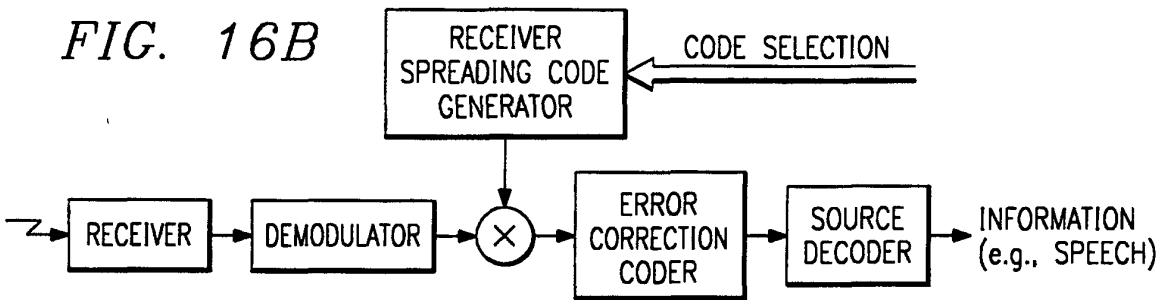 FIG. 16B
RECEIVER
SPREADING CODE
GENERATOR
CODE SELECTION
RECEIVER
DEMODULATOR
×
ERROR
CORRECTION
CODER
SOURCE
DECODER
INFORMATION
(e.g., SPEECH)